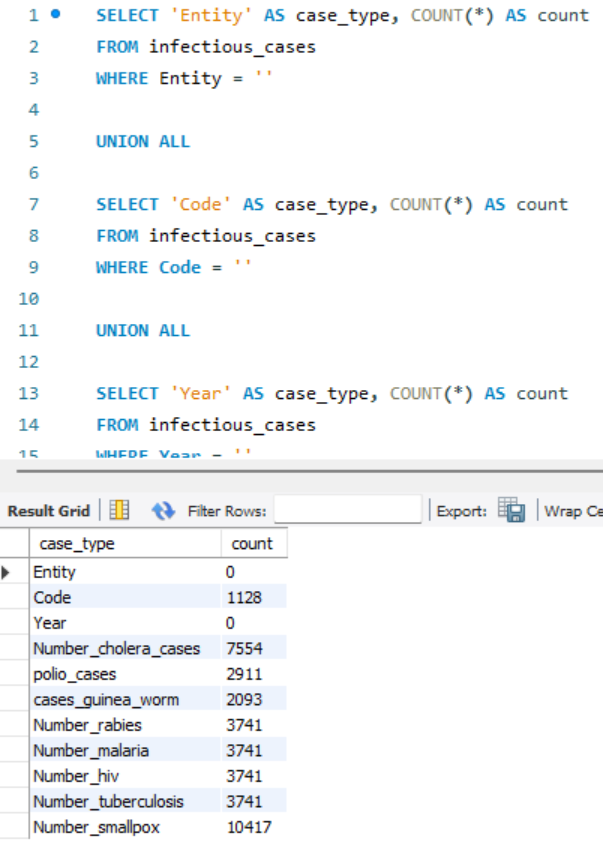 1 SELECT 'Entity' AS case_type, COUNT(*) AS count
2 FROM infectious_cases
3 WHERE Entity = ''
4
5 UNION ALL
6
7 SELECT 'Code' AS case_type, COUNT(*) AS count
8 FROM infectious_cases
9 WHERE Code = ''
10
11 UNION ALL
12
13 SELECT 'Year' AS case_type, COUNT(*) AS count
14 FROM infectious_cases
15 WHERE Year = ''
Result Grid Filter Rows: Export: Wrap Ce
case_type count
Entity 0
Code 1128
Year 0
Number_cholera_cases 7554
polio_cases 2911
cases_guinea_worm 2093
Number_rabies 3741
Number_malaria 3741
Number_hiv 3741
Number_tuberculosis 3741
Number_smallpox 10417